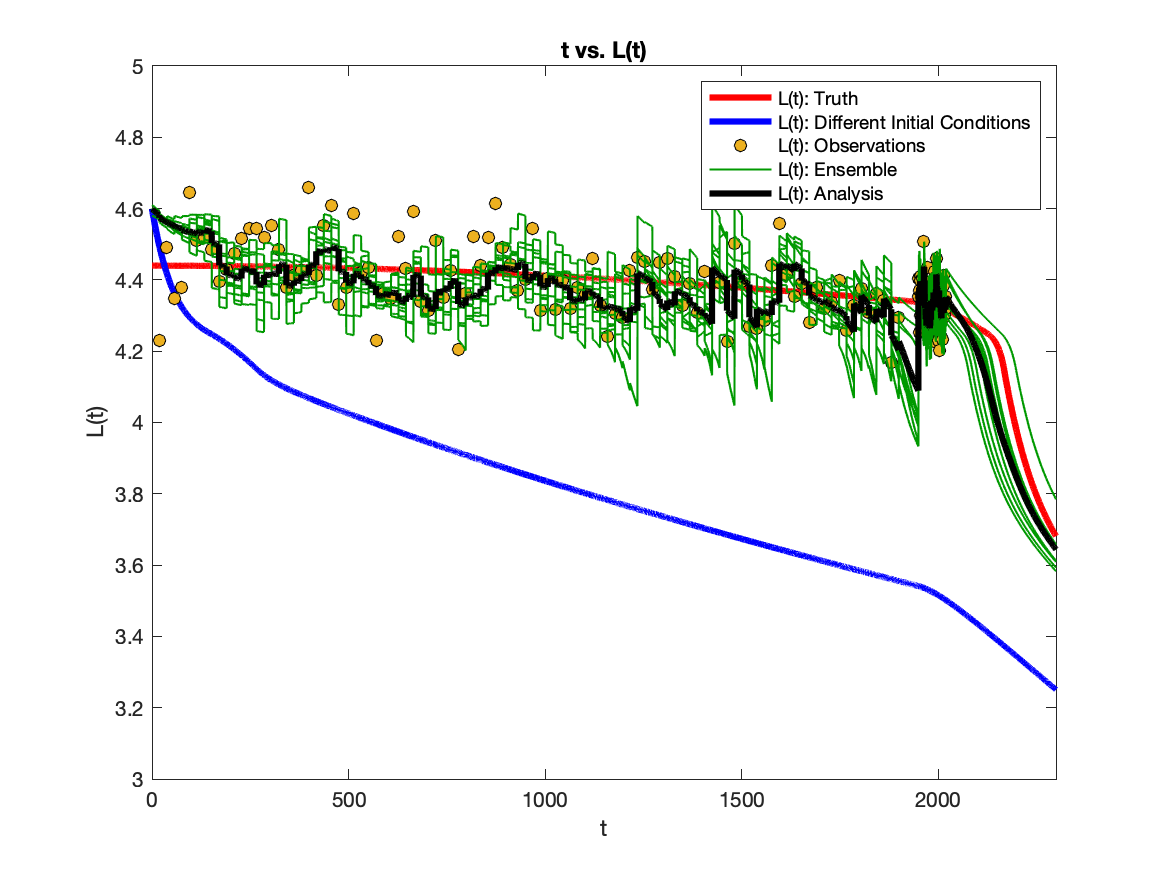 t vs. L(t)
5
4.8
4.6
4.4
4.2
4
3.8
3.6
3.4
3.2
3
L(t)
L(t): Truth
L(t): Different Initial Conditions
L(t): Observations
L(t): Ensemble
L(t): Analysis
0 500 1000 1500 2000
t